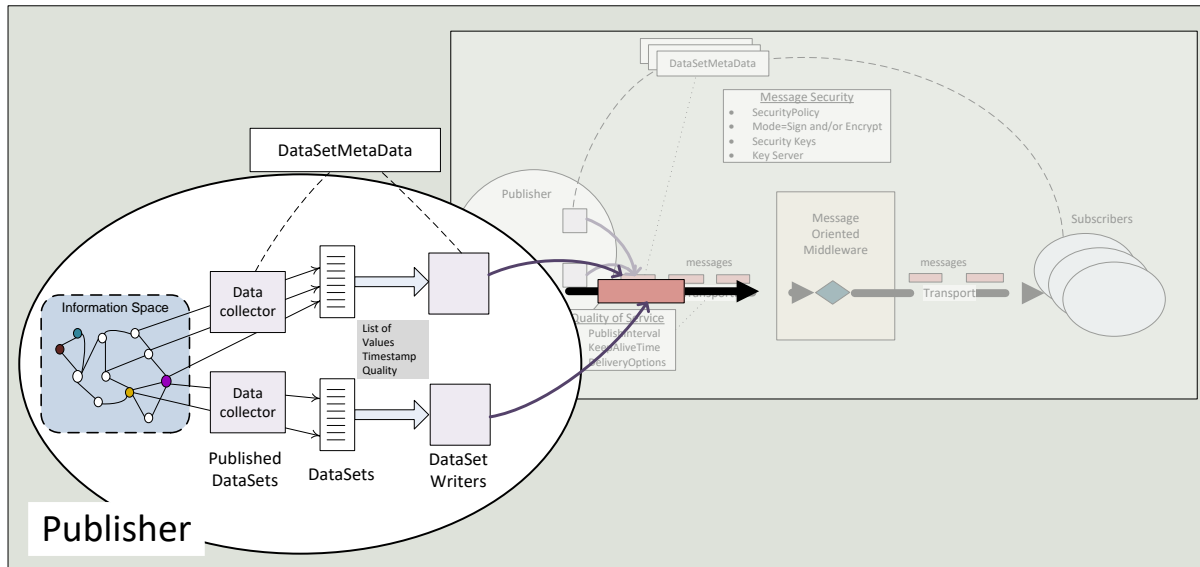 DataSetMetaData
Message Security
• SecurityPolicy
• Mode=Sign and/or Encrypt
• Security Keys
• Key Server
DataSetMetaData
Publisher
Message
Oriented
Middleware
Subscribers
messages
messages
Transport
Transport
Quality of Service
PublishInterval
KeepAliveTime
DeliveryOptions
Information Space
Data
collector
List of
Values
Timestamp
Quality
Data
collector
Published
DataSets
DataSets
DataSet
Writers
Publisher